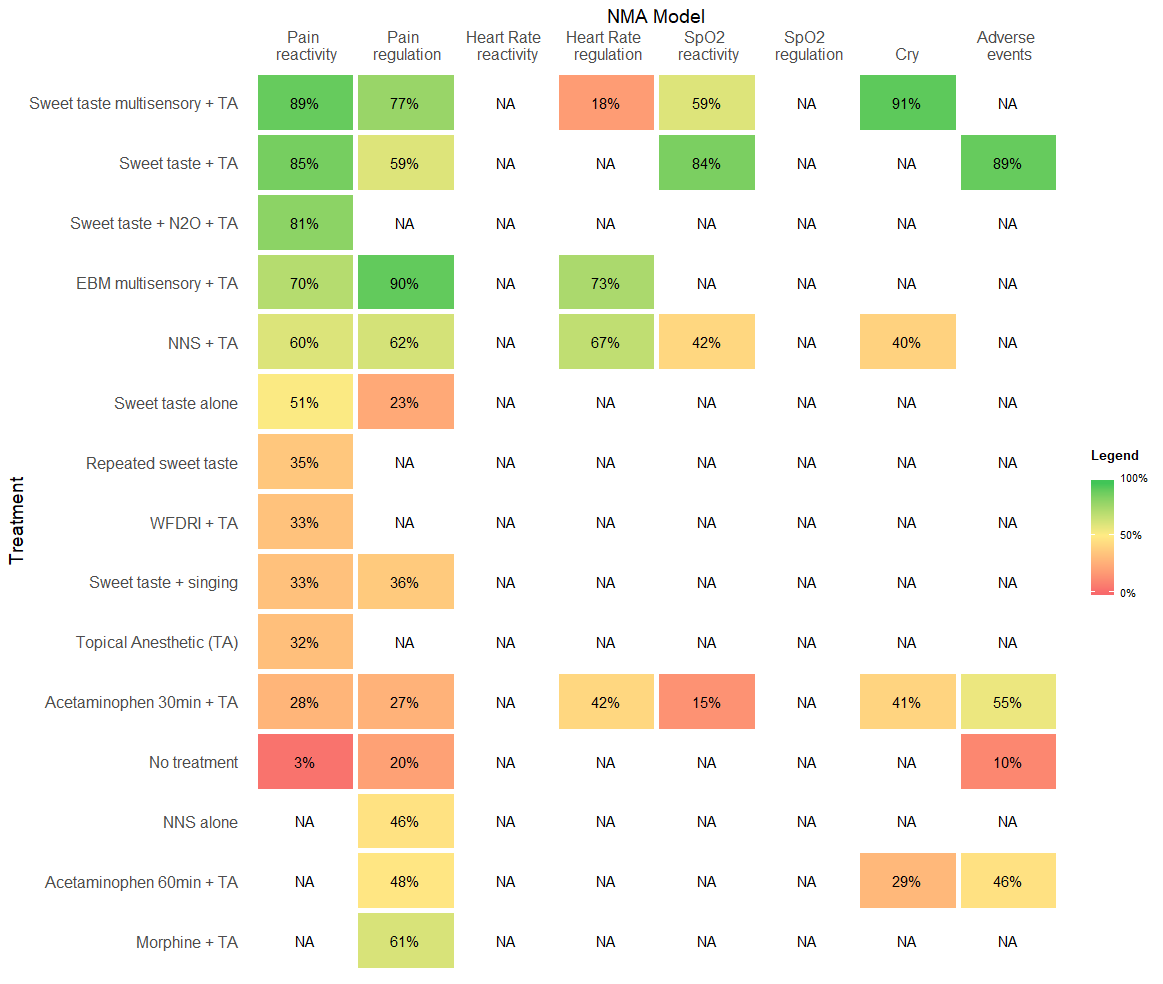 NMA Model
Pain Pain Heart Rate Heart Rate SpO2 SpO2 Adverse
reactivity regulation reactivity regulation reactivity regulation Cry events
Sweet taste multisensory + TA 89% 77% NA 18% 59% NA 91% NA
Sweet taste + TA 85% 59% NA NA 84% NA NA 89%
Sweet taste + N2O + TA 81% NA NA NA NA NA NA NA
EBM multisensory + TA 70% 90% NA 73% NA NA NA NA
NNS + TA 60% 62% NA 67% 42% NA 40% NA
Sweet taste alone 51% 23% NA NA NA NA NA NA
Repeated sweet taste 35% NA NA NA NA NA NA NA
WFDRI + TA 33% NA NA NA NA NA NA NA
Sweet taste + singing 33% 36% NA NA NA NA NA NA
Topical Anesthetic (TA) 32% NA NA NA NA NA NA NA
Acetaminophen 30min + TA 28% 27% NA 42% 15% NA 41% 55%
No treatment 3% 20% NA NA NA NA NA 10%
NNS alone NA 46% NA NA NA NA NA NA
Acetaminophen 60min + TA NA 48% NA NA NA NA 29% 46%
Morphine + TA NA 61% NA NA NA NA NA NA
Treatment
Legend
100%
50%
0%